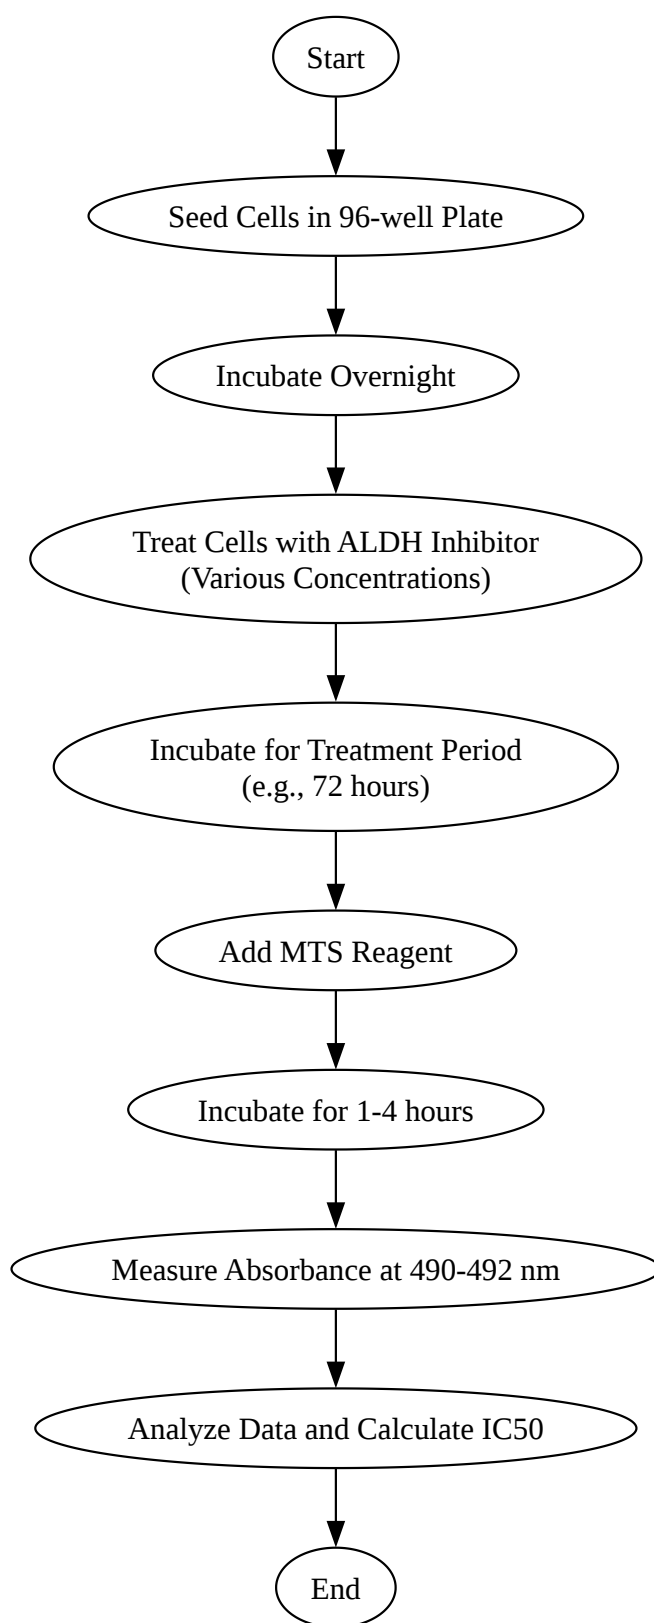 Start
Seed Cells in 96-well Plate
Incubate Overnight
Treat Cells with ALDH Inhibitor
(Various Concentrations)
Incubate for Treatment Period
(e.g., 72 hours)
Add MTS Reagent
Incubate for 1-4 hours
Measure Absorbance at 490-492 nm
Analyze Data and Calculate IC50
End